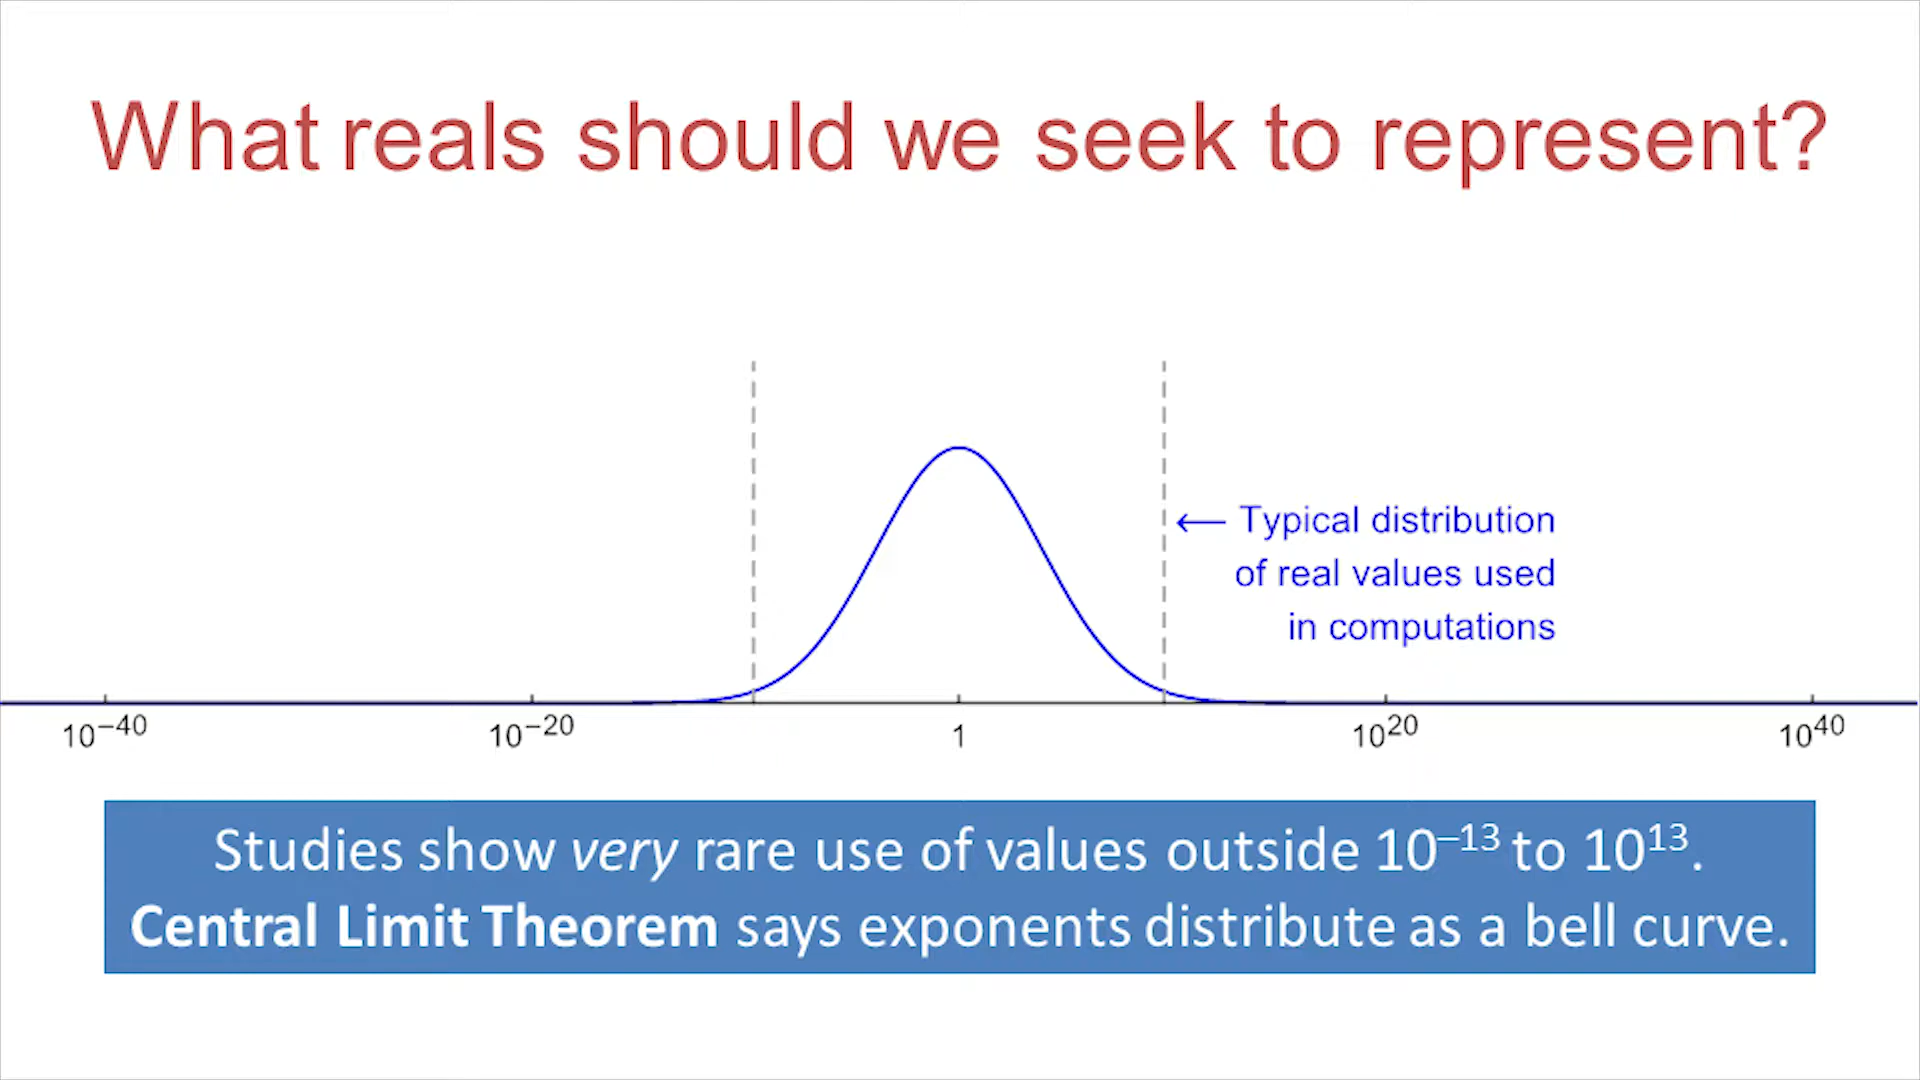 What reals should we seek to represent?
← Typical distribution
of real values used
in computations
10⁻⁴⁰ 10⁻²⁰ 1 10²⁰ 10⁴⁰
Studies show very rare use of values outside 10⁻¹³ to 10¹³.
Central Limit Theorem says exponents distribute as a bell curve.